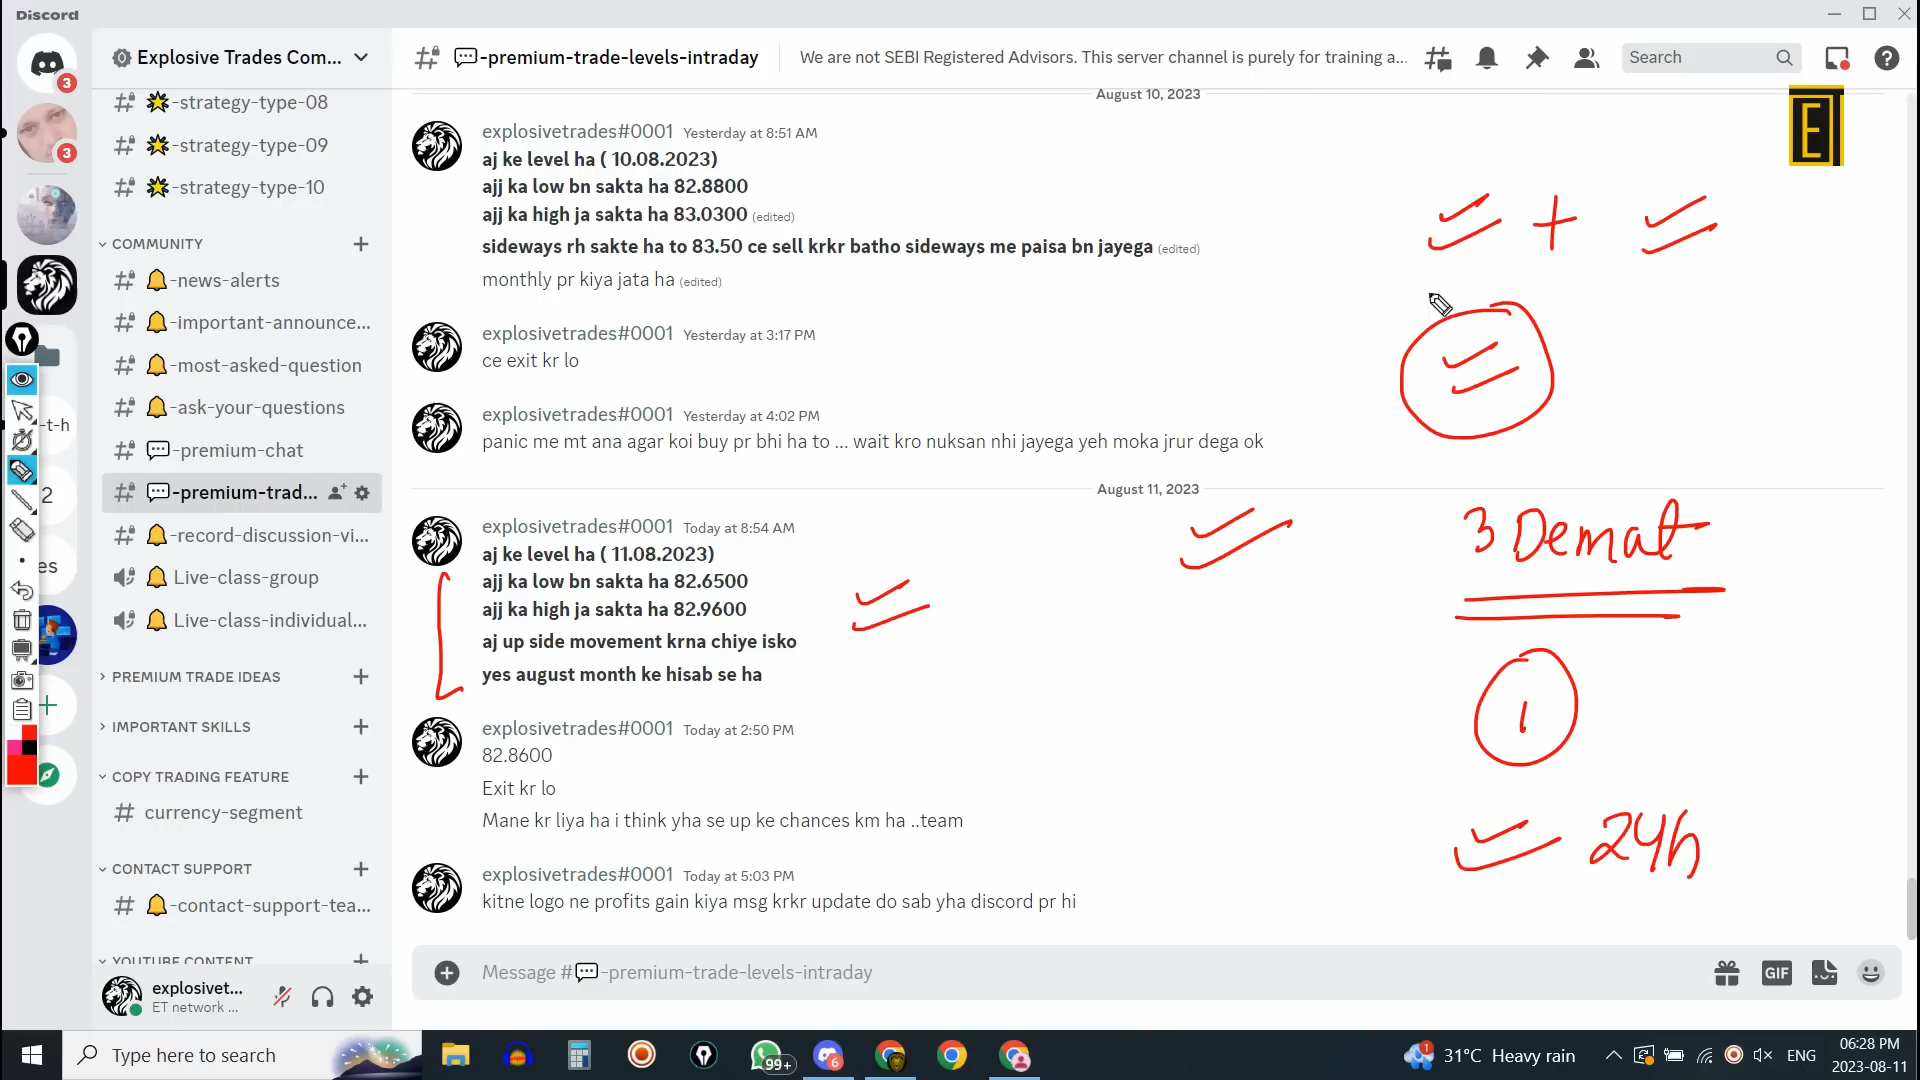 Discord
Explosive Trades Com...
-premium-trade-levels-intraday
We are not SEBI Registered Advisors. This server channel is purely for training a...
Search
3
3
-strategy-type-08
-strategy-type-09
-strategy-type-10
COMMUNITY
-news-alerts
-important-announce...
-most-asked-question
-ask-your-questions
-premium-chat
-premium-trad...
-record-discussion-vi...
Live-class-group
Live-class-individual...
PREMIUM TRADE IDEAS
IMPORTANT SKILLS
COPY TRADING FEATURE
currency-segment
CONTACT SUPPORT
-contact-support-tea...
YOUTUBE CONTENT
-t-h
2
es
explosivet...
ET network ...
August 10, 2023
explosivetrades#0001 Yesterday at 8:51 AM
aj ke level ha ( 10.08.2023)
ajj ka low bn sakta ha 82.8800
ajj ka high ja sakta ha 83.0300 (edited)
sideways rh sakte ha to 83.50 ce sell krkr batho sideways me paisa bn jayega (edited)
monthly pr kiya jata ha (edited)
explosivetrades#0001 Yesterday at 3:17 PM
ce exit kr lo
explosivetrades#0001 Yesterday at 4:02 PM
panic me mt ana agar koi buy pr bhi ha to ... wait kro nuksan nhi jayega yeh moka jrur dega ok
August 11, 2023
explosivetrades#0001 Today at 8:54 AM
aj ke level ha ( 11.08.2023)
ajj ka low bn sakta ha 82.6500
ajj ka high ja sakta ha 82.9600
aj up side movement krna chiye isko
yes august month ke hisab se ha
explosivetrades#0001 Today at 2:50 PM
82.8600
Exit kr lo
Mane kr liya ha i think yha se up ke chances km ha ..team
explosivetrades#0001 Today at 5:03 PM
kitne logo ne profits gain kiya msg krkr update do sab yha discord pr hi
Message # -premium-trade-levels-intraday
GIF
ET
+
3 Demat
1
24h
Type here to search
99+
6
1
31°C Heavy rain
ENG
06:28 PM
2023-08-11